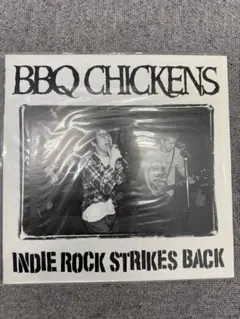 BBQ CHICKENS
INDIE ROCK STRIKES BACK